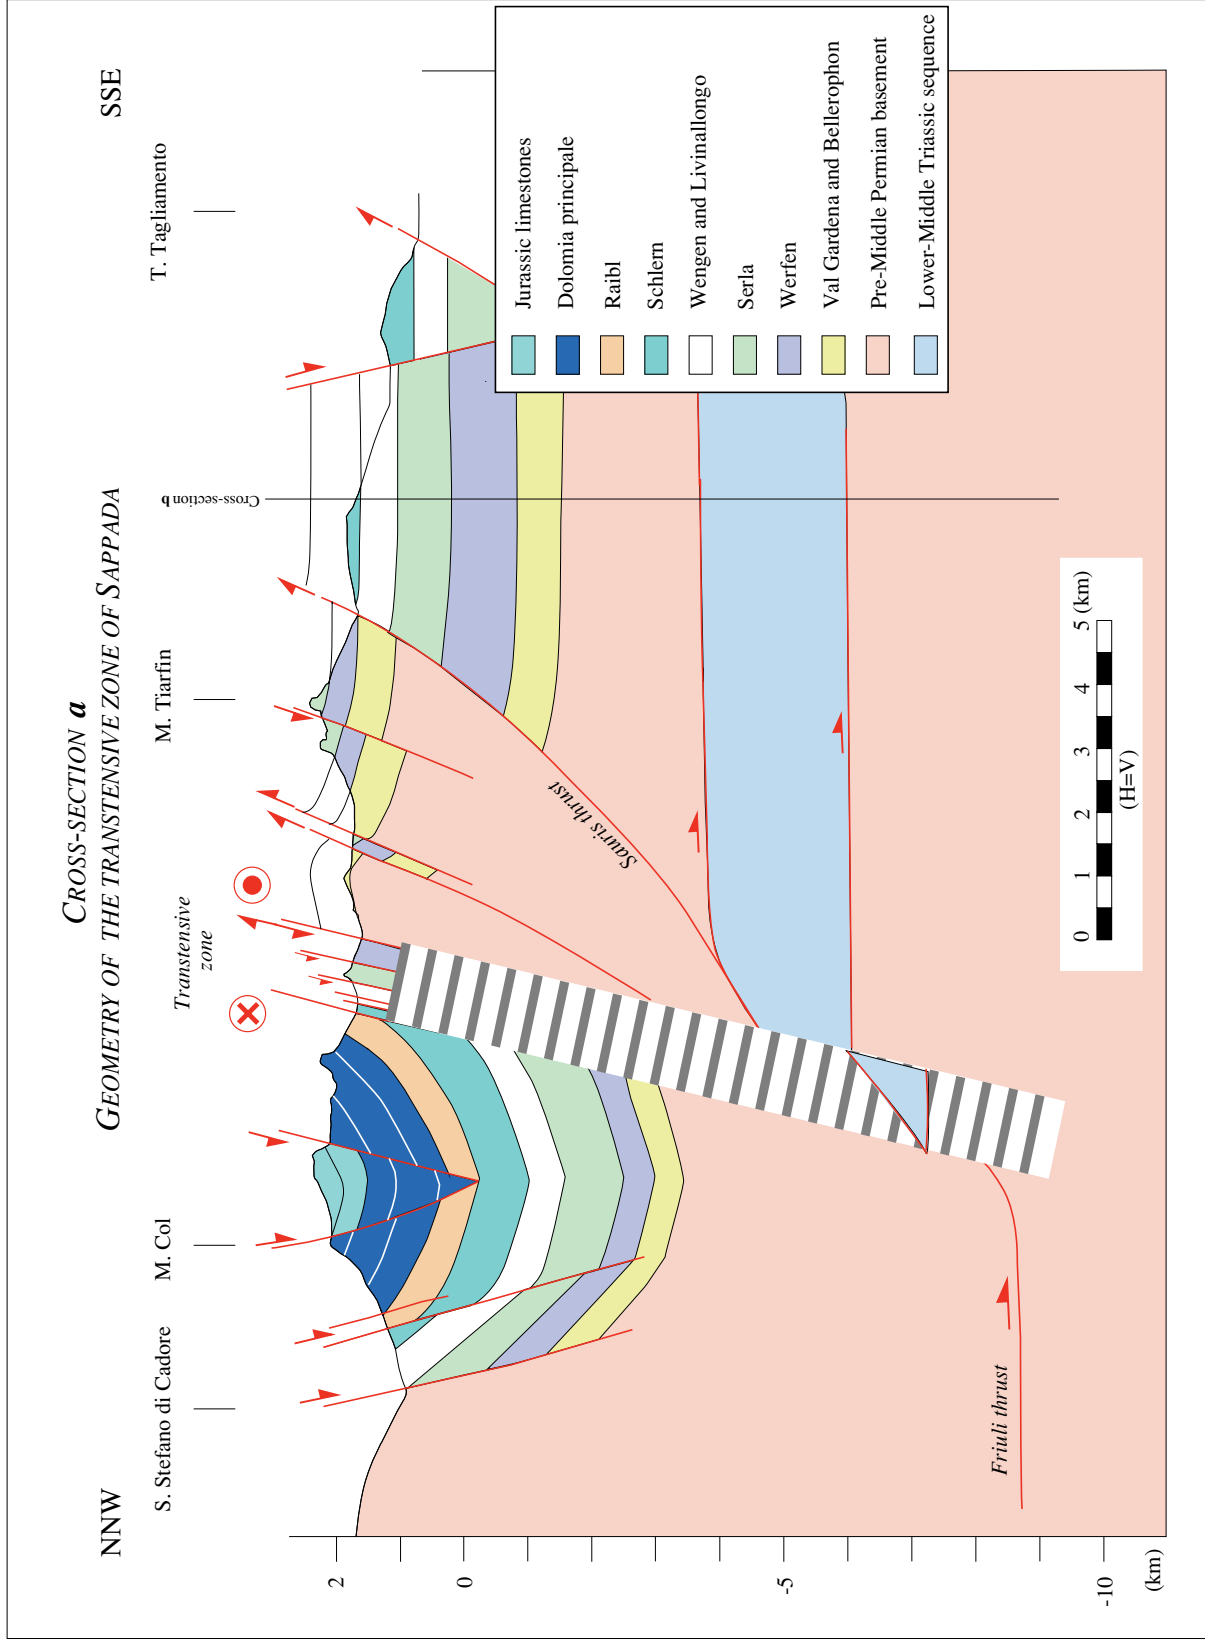 CROSS-SECTION a
GEOMETRY OF THE TRANSTENSIVE ZONE OF SAPPADA
NNW
SSE
S. Stefano di Cadore
M. Col
Transtensive
zone
M. Tiarfin
Cross-section b
T. Tagliamento
2
0
-5
-10
(km)
Sauris thrust
Friuli thrust
0
1
2
3
4
5 (km)
(H=V)
Jurassic limestones
Dolomia principale
Raibl
Schlern
Wengen and Livinallongo
Serla
Werfen
Val Gardena and Bellerophon
Pre-Middle Permian basement
Lower-Middle Triassic sequence